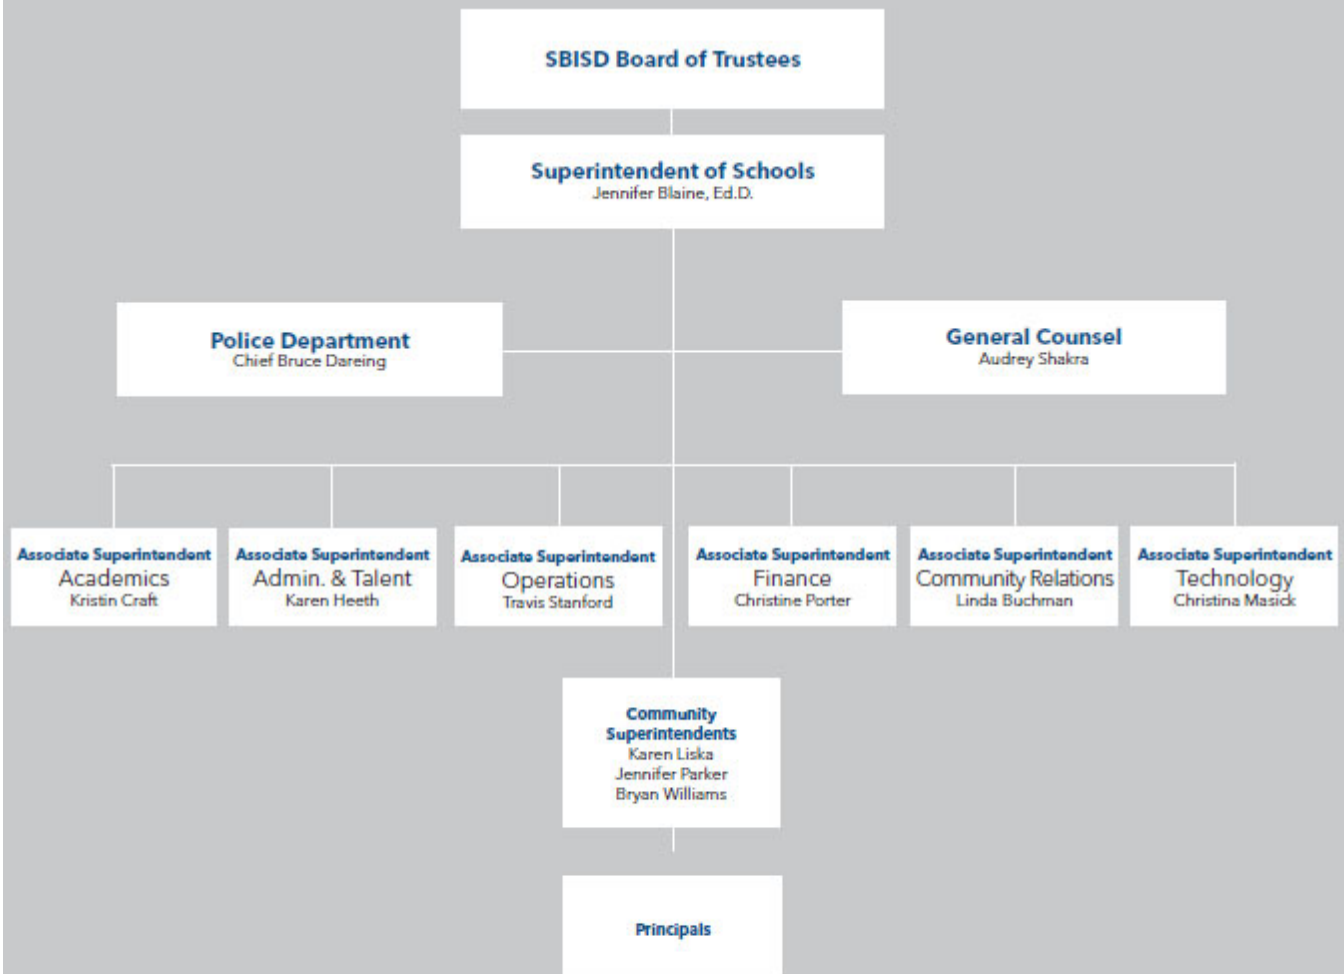 SBISD Board of Trustees
Superintendent of Schools
Jennifer Blaine, Ed.D.
Police Department
Chief Bruce Dareing
General Counsel
Audrey Shakra
Associate Superintendent
Academics
Kristin Craft
Associate Superintendent
Admin. & Talent
Karen Heeth
Associate Superintendent
Operations
Travis Stanford
Associate Superintendent
Finance
Christine Porter
Associate Superintendent
Community Relations
Linda Buchman
Associate Superintendent
Technology
Christina Masick
Community
Superintendents
Karen Liska
Jennifer Parker
Bryan Williams
Principals